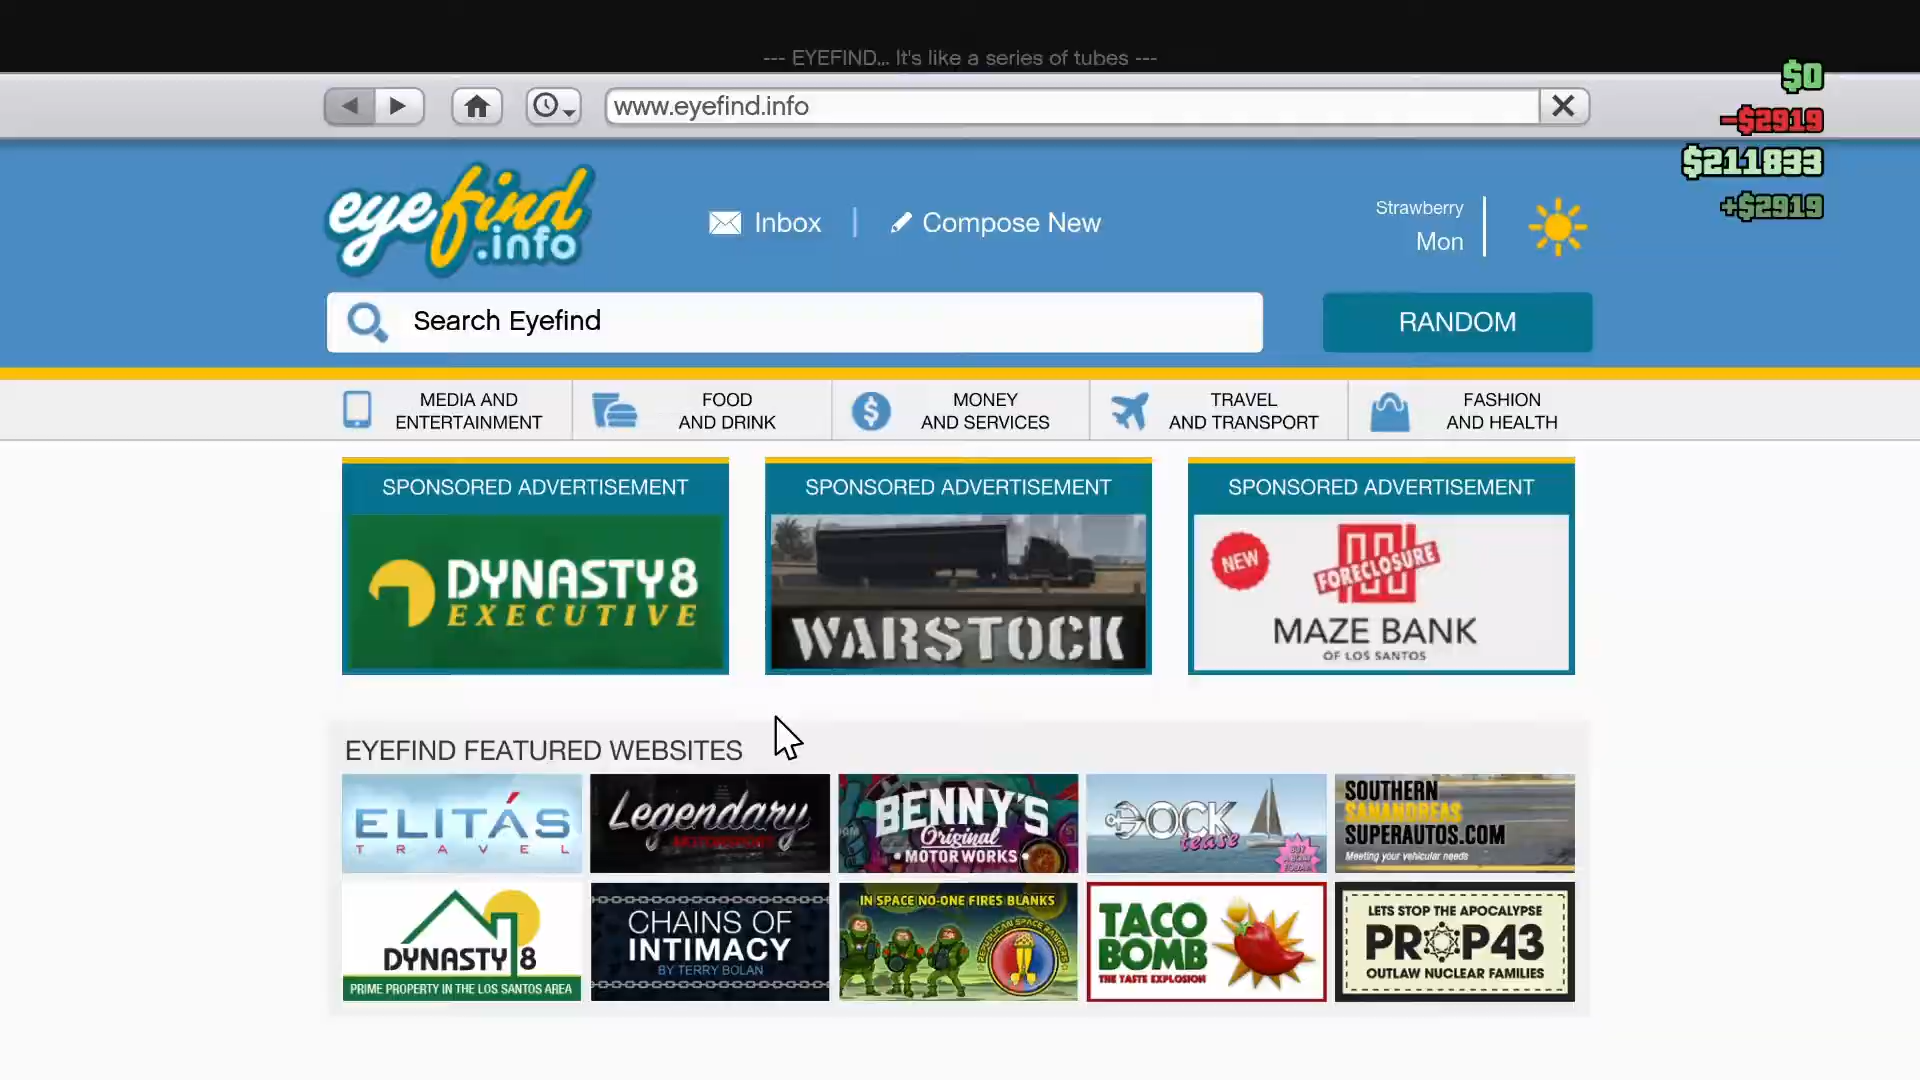 --- EYEFIND... It's like a series of tubes ---
www.eyefind.info
$0
-$2919
$211833
+$2919
eyefind.info
Inbox
Compose New
Strawberry
Mon
Search Eyefind
RANDOM
MEDIA AND
ENTERTAINMENT
FOOD
AND DRINK
MONEY
AND SERVICES
TRAVEL
AND TRANSPORT
FASHION
AND HEALTH
SPONSORED ADVERTISEMENT
DYNASTY8
EXECUTIVE
SPONSORED ADVERTISEMENT
WARSTOCK
SPONSORED ADVERTISEMENT
NEW
FORECLOSURE
MAZE BANK
OF LOS SANTOS
EYEFIND FEATURED WEBSITES
ELITÁS
TRAVEL
Legendary
BENNY'S
Original
MOTOR WORKS
DOCK
tease
SOUTHERN
SANANDREAS
SUPERAUTOS.COM
Meeting your vehicular needs
DYNASTY 8
PRIME PROPERTY IN THE LOS SANTOS AREA
CHAINS OF
INTIMACY
BY TERRY BOLAN
IN SPACE NO-ONE FIRES BLANKS
REPUBLICAN SPACE RANGERS
TACO
BOMB
THE TASTE EXPLOSION
LETS STOP THE APOCALYPSE
PROP43
OUTLAW NUCLEAR FAMILIES